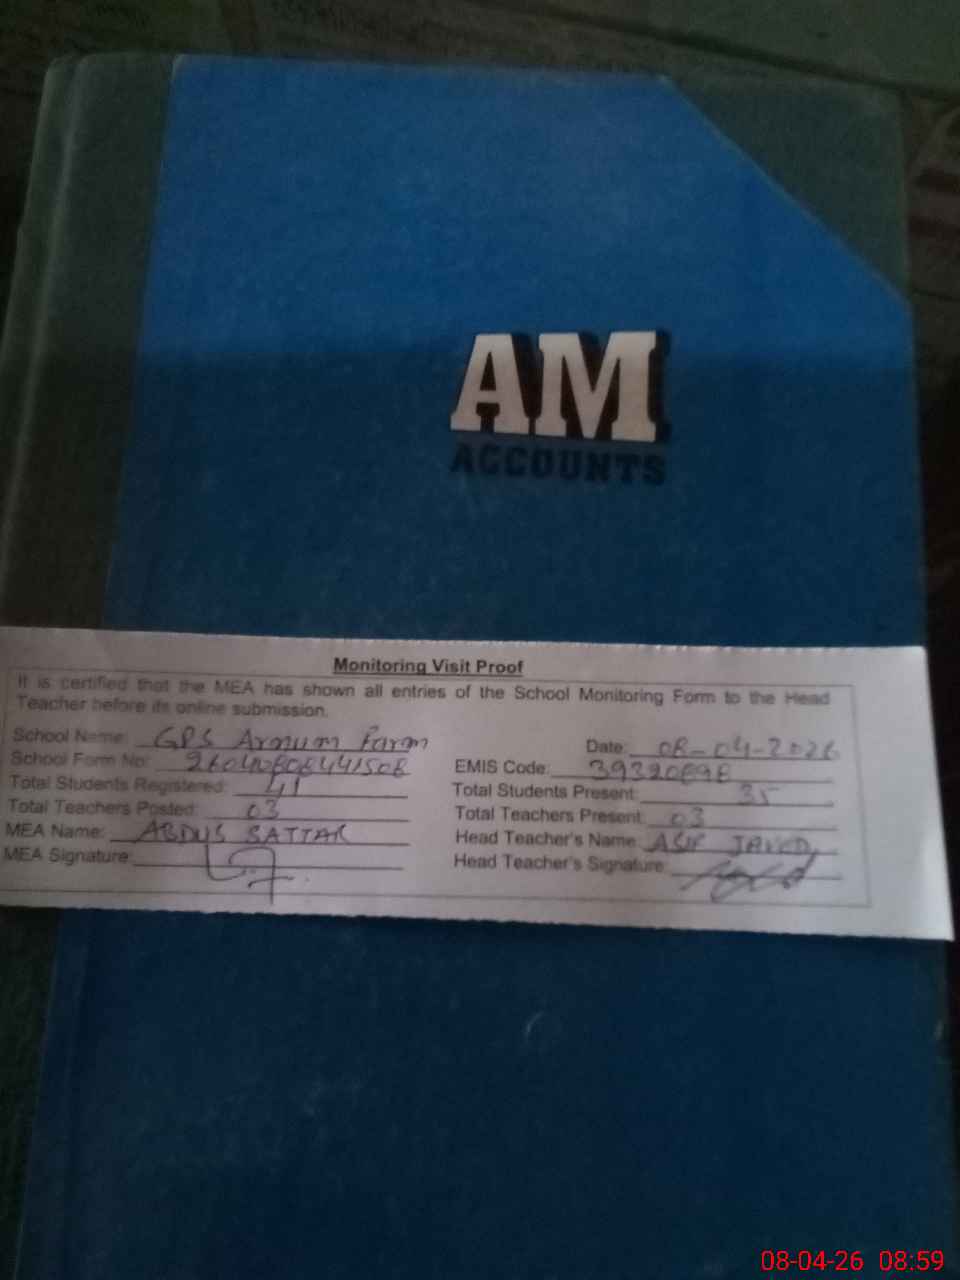 AM
ACCOUNTS
Monitoring Visit Proof
It is certified that the MEA has shown all entries of the School Monitoring Form to the Head
Teacher before its online submission.
School Name: GPS Arnum Farm Date: 08-04-2026
School Form No: EMIS Code: 39320898
Total Students Registered: 41 Total Students Present: 35
Total Teachers Posted: 03 Total Teachers Present: 03
MEA Name: ABDUS SATTAR Head Teacher's Name: ASIF JAVED
MEA Signature: Head Teacher's Signature:
08-04-26 08:59